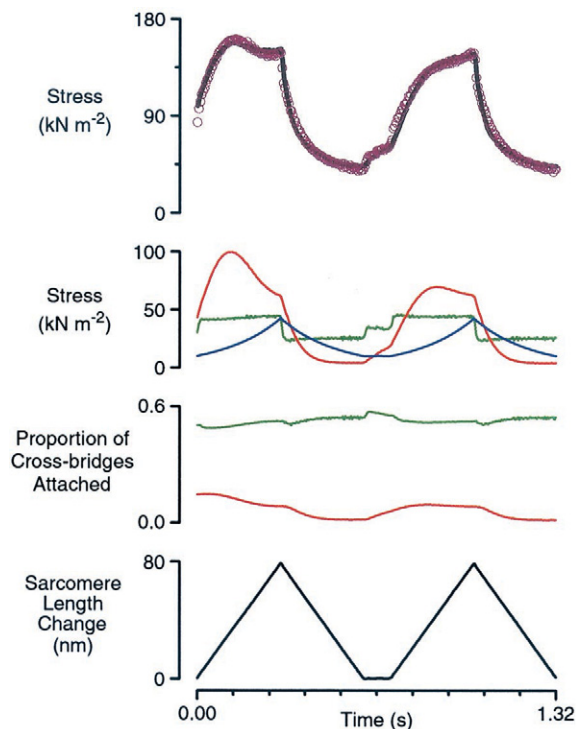 180
Stress
(kN m⁻²)
90
0
100
Stress
(kN m⁻²)
50
0
0.6
Proportion of
Cross-bridges
Attached
0.0
80
Sarcomere
Length
Change
(nm)
0
0.00
Time (s)
1.32